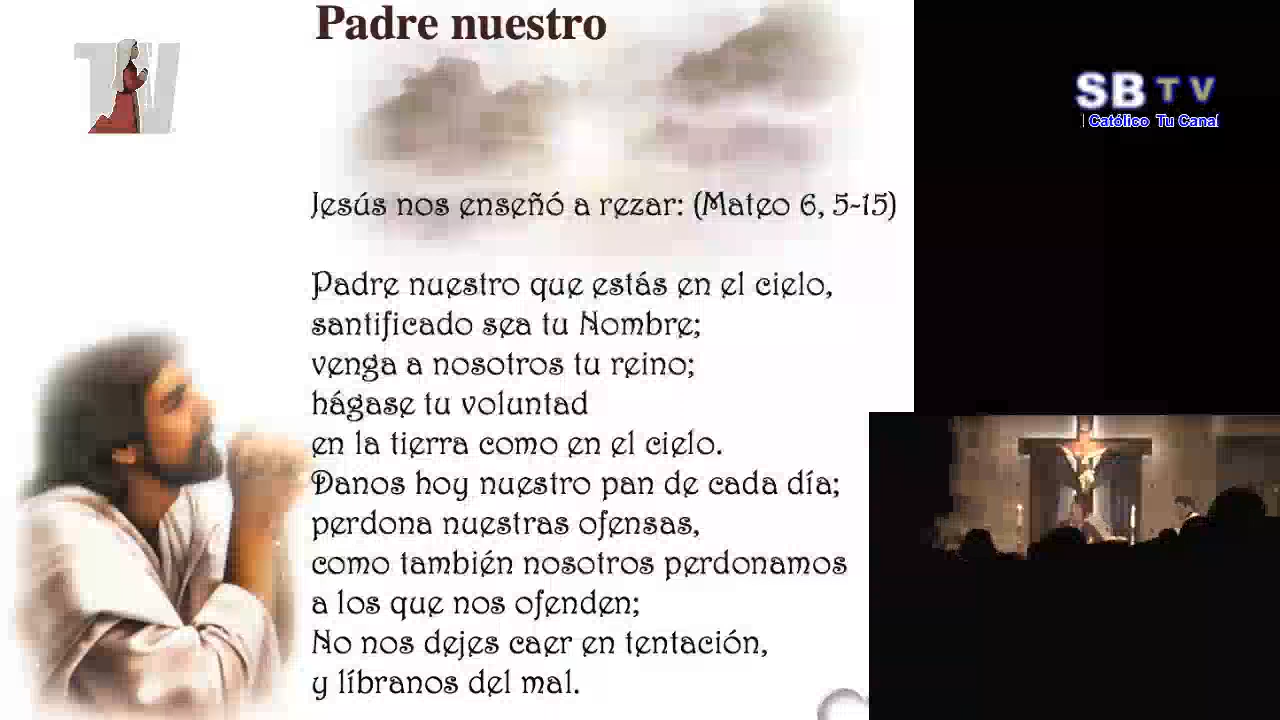 Padre nuestro
TV
SB TV
Católico Tu Canal
Jesús nos enseñó a rezar: (Mateo 6, 5-15)
Padre nuestro que estás en el cielo,
santificado sea tu Nombre;
venga a nosotros tu reino;
hágase tu voluntad
en la tierra como en el cielo.
Danos hoy nuestro pan de cada día;
perdona nuestras ofensas,
como también nosotros perdonamos
a los que nos ofenden;
No nos dejes caer en tentación,
y líbranos del mal.